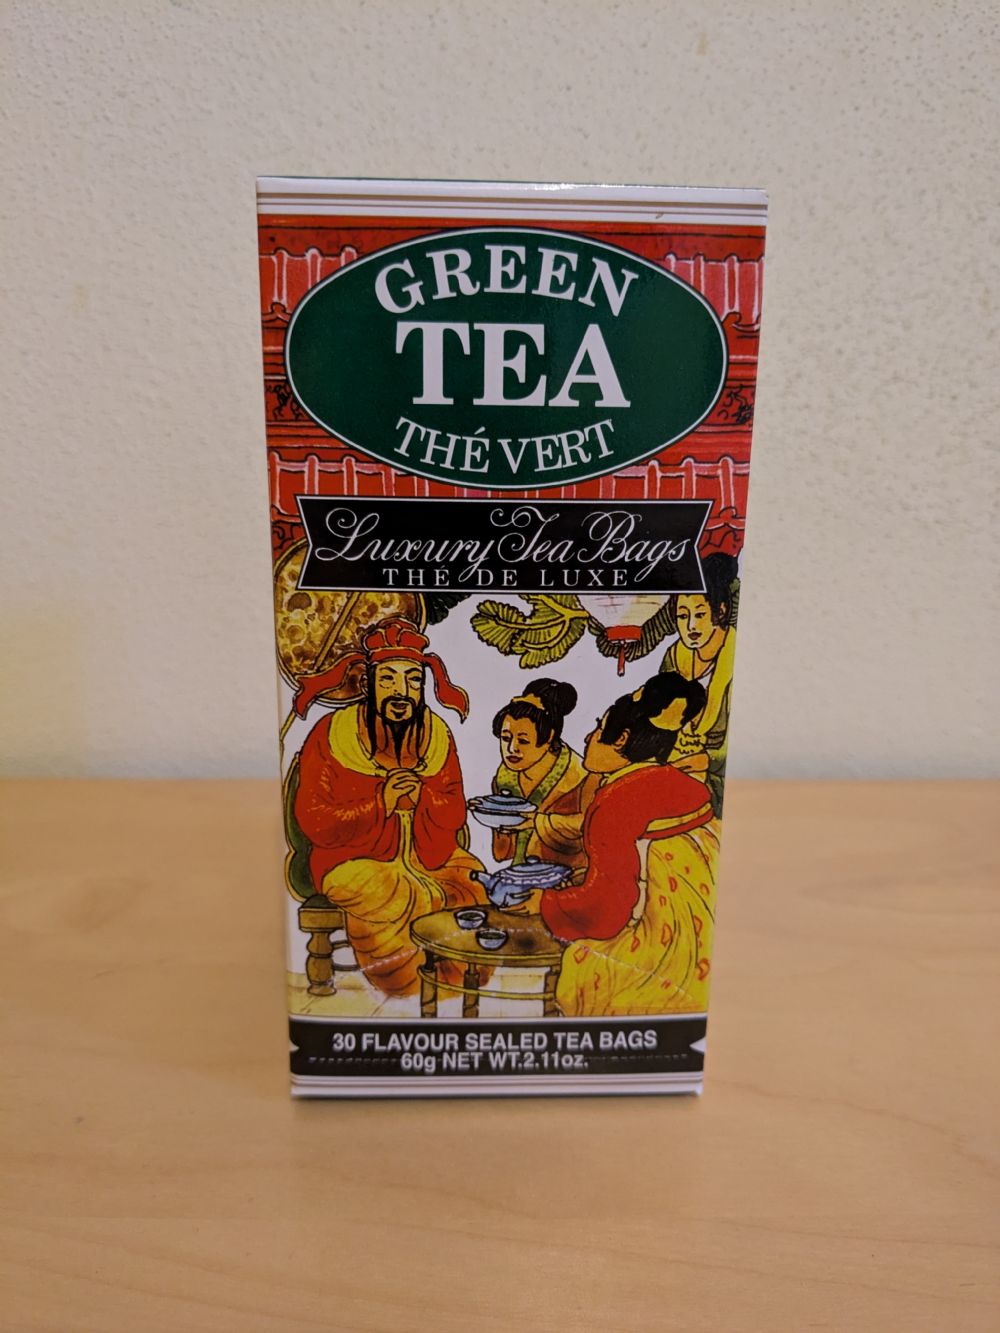 GREEN
TEA
THÉ VERT
Luxury Tea Bags
THÉ DE LUXE
30 FLAVOUR SEALED TEA BAGS
60g NET WT.2.11oz.